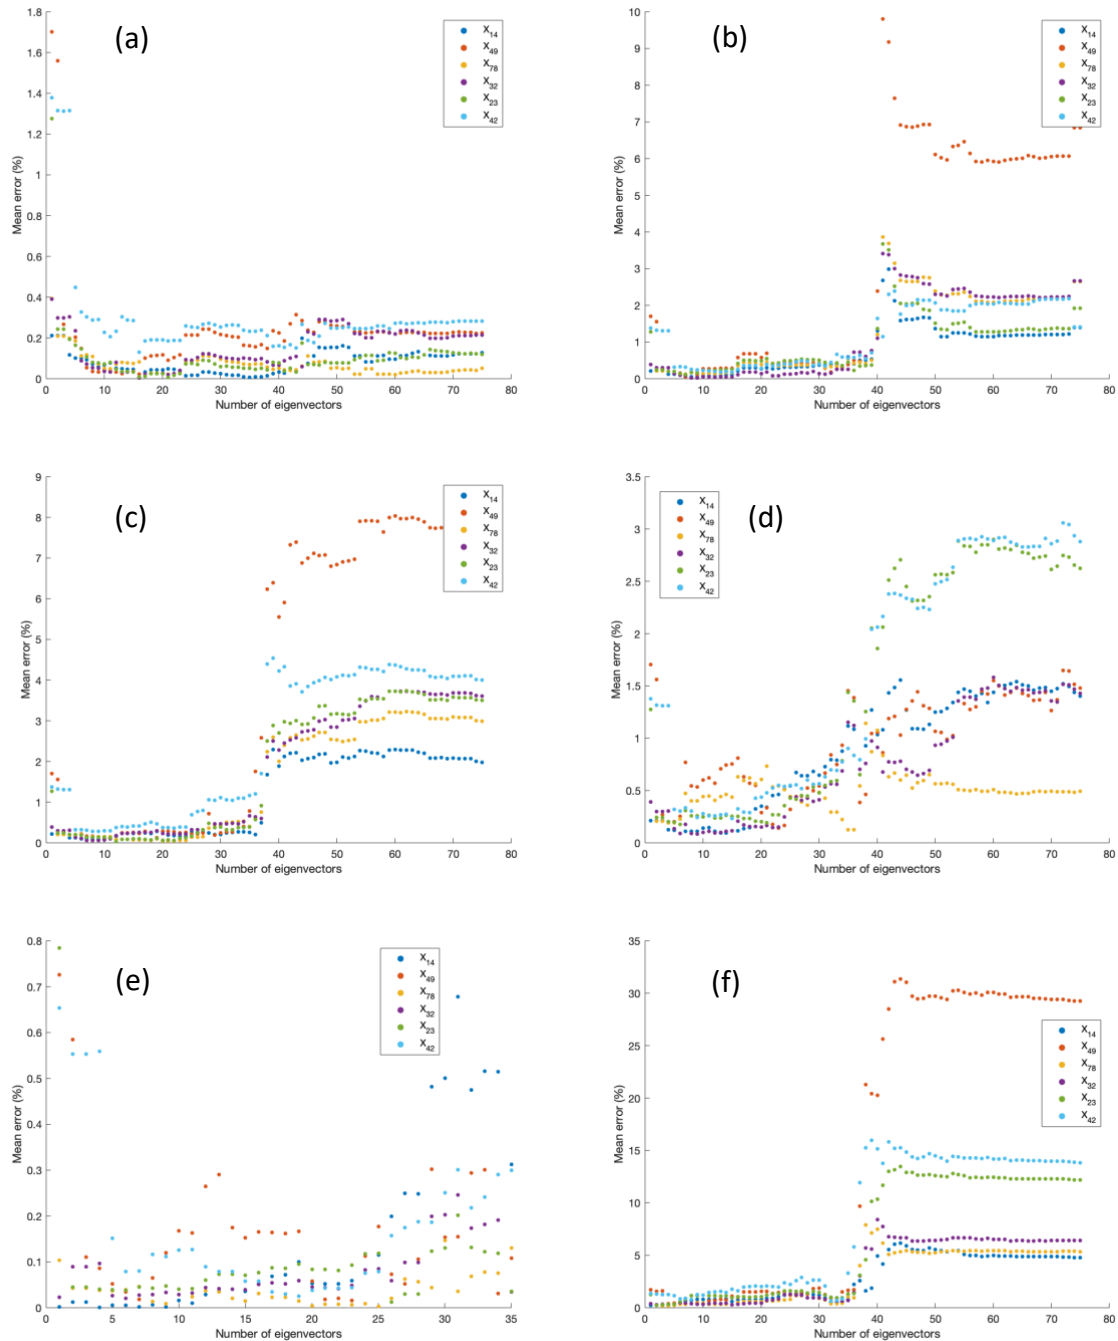 (a)
1.8
1.6
1.4
1.2
1
0.8
0.6
0.4
0.2
0
Mean error (%)
0 10 20 30 40 50 60 70 80
Number of eigenvectors
X14
X49
X78
X32
X23
X42
(b)
10
9
8
7
6
5
4
3
2
1
0
Mean error (%)
0 10 20 30 40 50 60 70 80
Number of eigenvectors
X14
X49
X78
X32
X23
X42
(c)
9
8
7
6
5
4
3
2
1
0
Mean error (%)
0 10 20 30 40 50 60 70 80
Number of eigenvectors
X14
X49
X78
X32
X23
X42
(d)
3.5
3
2.5
2
1.5
1
0.5
0
Mean error (%)
0 10 20 30 40 50 60 70 80
Number of eigenvectors
X14
X49
X78
X32
X23
X42
(e)
0.8
0.7
0.6
0.5
0.4
0.3
0.2
0.1
0
Mean error (%)
0 5 10 15 20 25 30 35
Number of eigenvectors
X14
X49
X78
X32
X23
X42
(f)
35
30
25
20
15
10
5
0
Mean error (%)
0 10 20 30 40 50 60 70 80
Number of eigenvectors
X14
X49
X78
X32
X23
X42